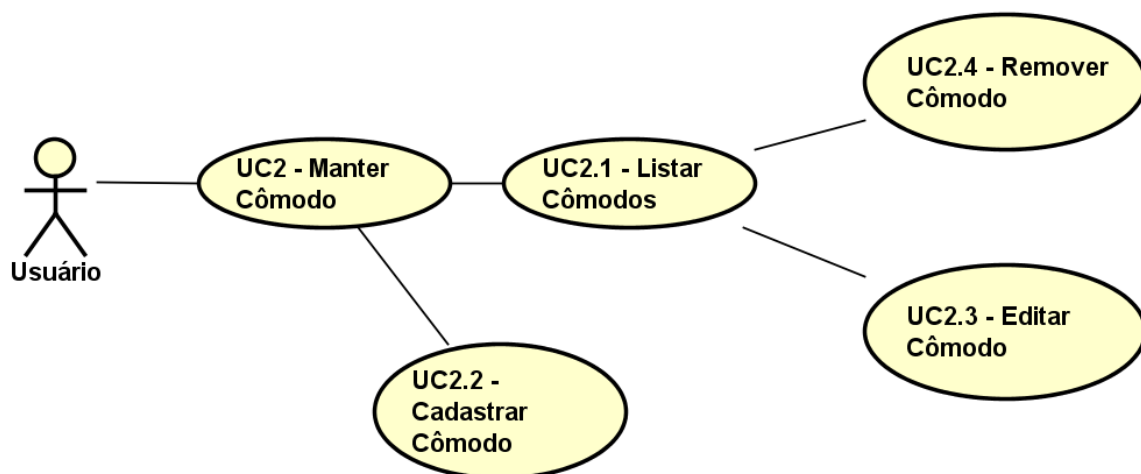 UC2.4 - Remover
Cômodo
UC2 - Manter
Cômodo
UC2.1 - Listar
Cômodos
Usuário
UC2.3 - Editar
Cômodo
UC2.2 -
Cadastrar
Cômodo